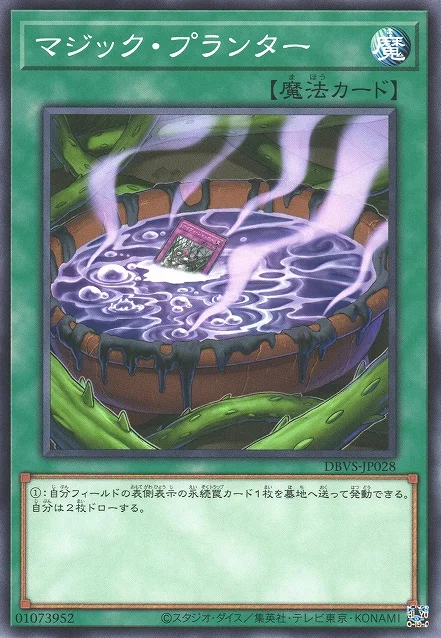 マジック・プランター
魔
【魔法カード】
DBVS-JP028
①:自分フィールドの表側表示の永続罠カード1枚を墓地へ送って発動できる。
自分は2枚ドローする。
01073952
©スタジオ・ダイス/集英社・テレビ東京・KONAMI